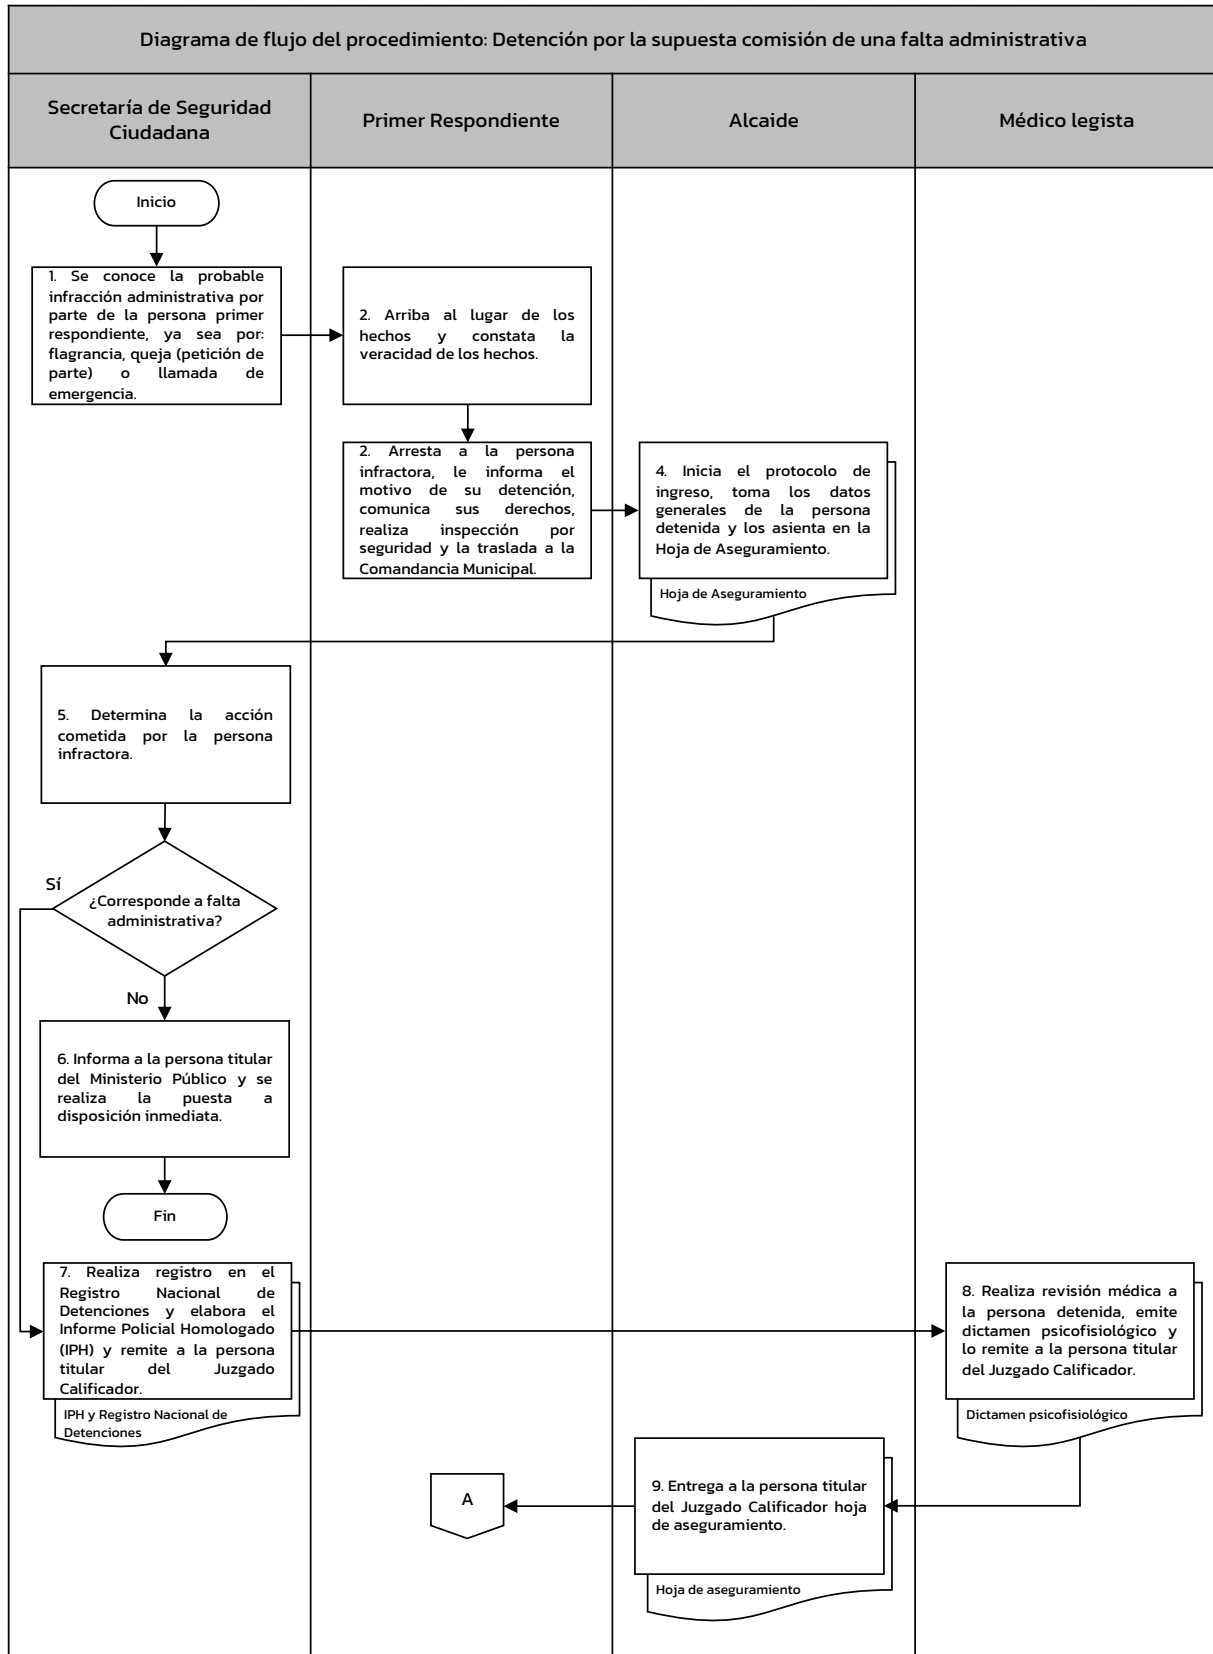 Diagrama de flujo del procedimiento: Detención por la supuesta comisión de una falta administrativa
Secretaría de Seguridad
Ciudadana
Primer Respondiente
Alcaide
Médico legista
Inicio
1. Se conoce la probable
infracción administrativa por
parte de la persona primer
respondiente, ya sea por:
flagrancia, queja (petición de
parte) o llamada de
emergencia.
2. Arriba al lugar de los
hechos y constata la
veracidad de los hechos.
2. Arresta a la persona
infractora, le informa el
motivo de su detención,
comunica sus derechos,
realiza inspección por
seguridad y la traslada a la
Comandancia Municipal.
4. Inicia el protocolo de
ingreso, toma los datos
generales de la persona
detenida y los asienta en la
Hoja de Aseguramiento.
Hoja de Aseguramiento
5. Determina la acción
cometida por la persona
infractora.
Sí
¿Corresponde a falta
administrativa?
No
6. Informa a la persona titular
del Ministerio Público y se
realiza la puesta a
disposición inmediata.
Fin
7. Realiza registro en el
Registro Nacional de
Detenciones y elabora el
Informe Policial Homologado
(IPH) y remite a la persona
titular del Juzgado
Calificador.
IPH y Registro Nacional de
Detenciones
8. Realiza revisión médica a
la persona detenida, emite
dictamen psicofisiológico y
lo remite a la persona titular
del Juzgado Calificador.
Dictamen psicofisiológico
9. Entrega a la persona titular
del Juzgado Calificador hoja
de aseguramiento.
Hoja de aseguramiento
A